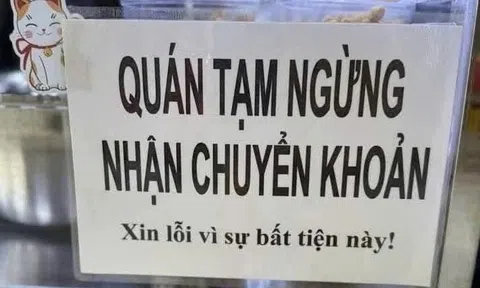 QUÁN TẠM NGỪNG
NHẬN CHUYỂN KHOẢN
Xin lỗi vì sự bất tiện này!